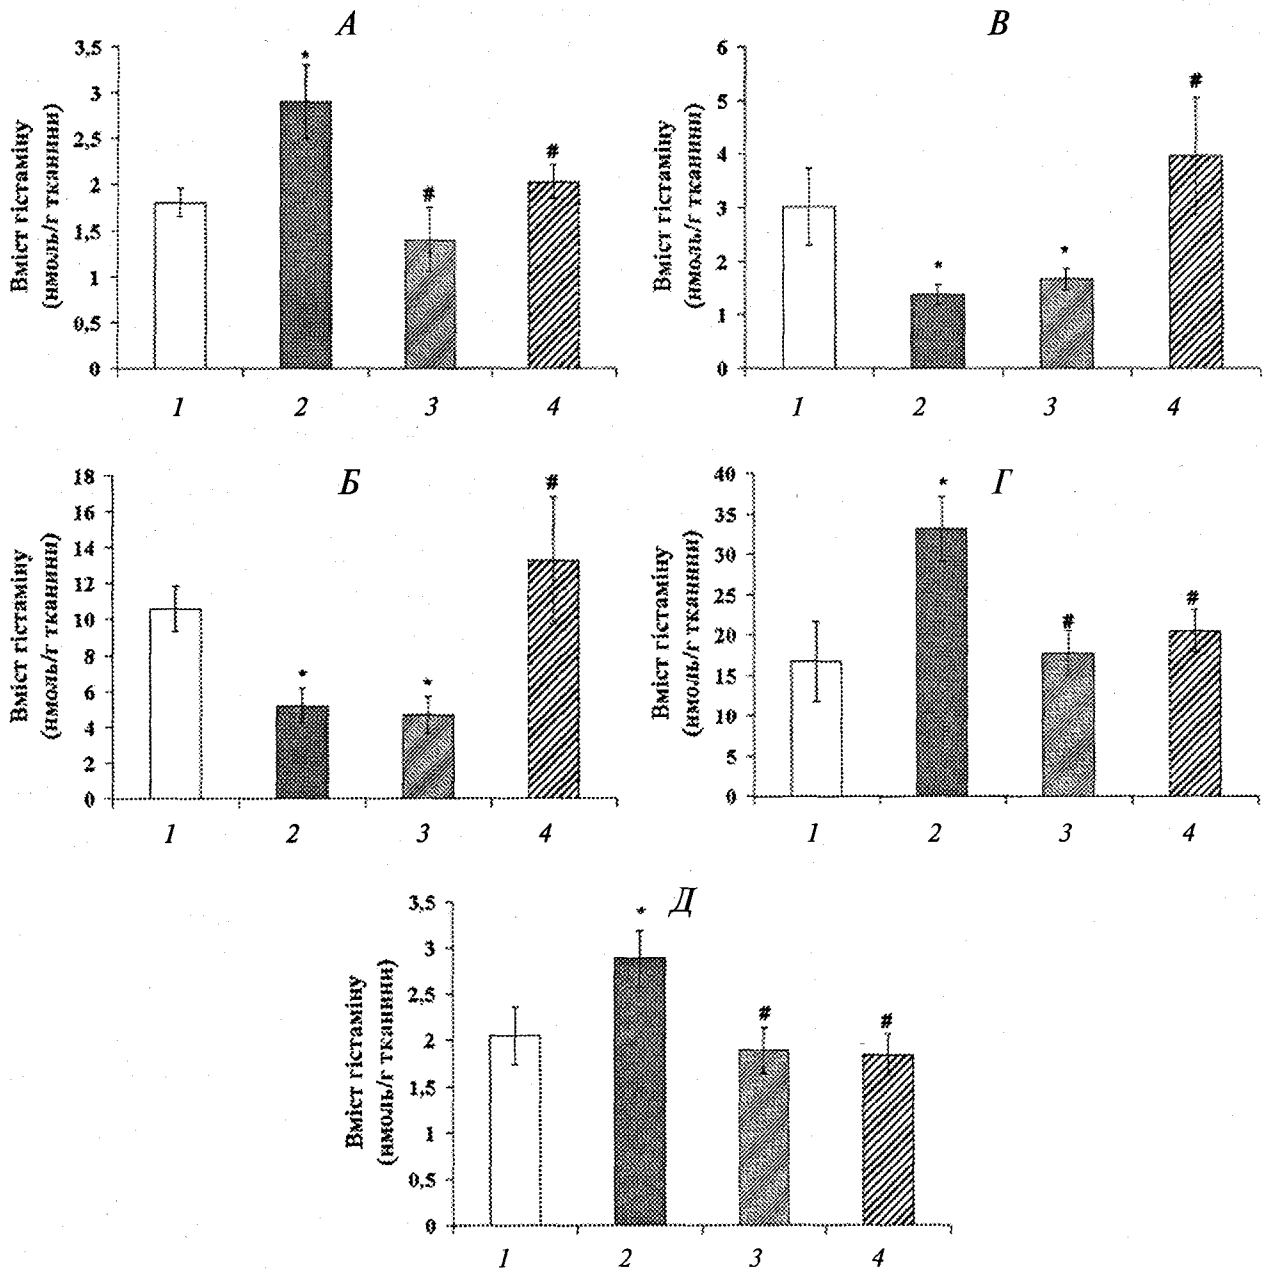 А
Вміст гістаміну
(нмоль/г тканини)
3,5
3
2,5
2
1,5
1
0,5
0
*
#
#
1 2 3 4
В
Вміст гістаміну
(нмоль/г тканини)
6
5
4
3
2
1
0
*
*
#
1 2 3 4
Б
Вміст гістаміну
(нмоль/г тканини)
18
16
14
12
10
8
6
4
2
0
*
*
#
1 2 3 4
Г
Вміст гістаміну
(нмоль/г тканини)
40
35
30
25
20
15
10
5
0
*
#
#
1 2 3 4
Д
Вміст гістаміну
(нмоль/г тканини)
3,5
3
2,5
2
1,5
1
0,5
0
*
#
#
1 2 3 4